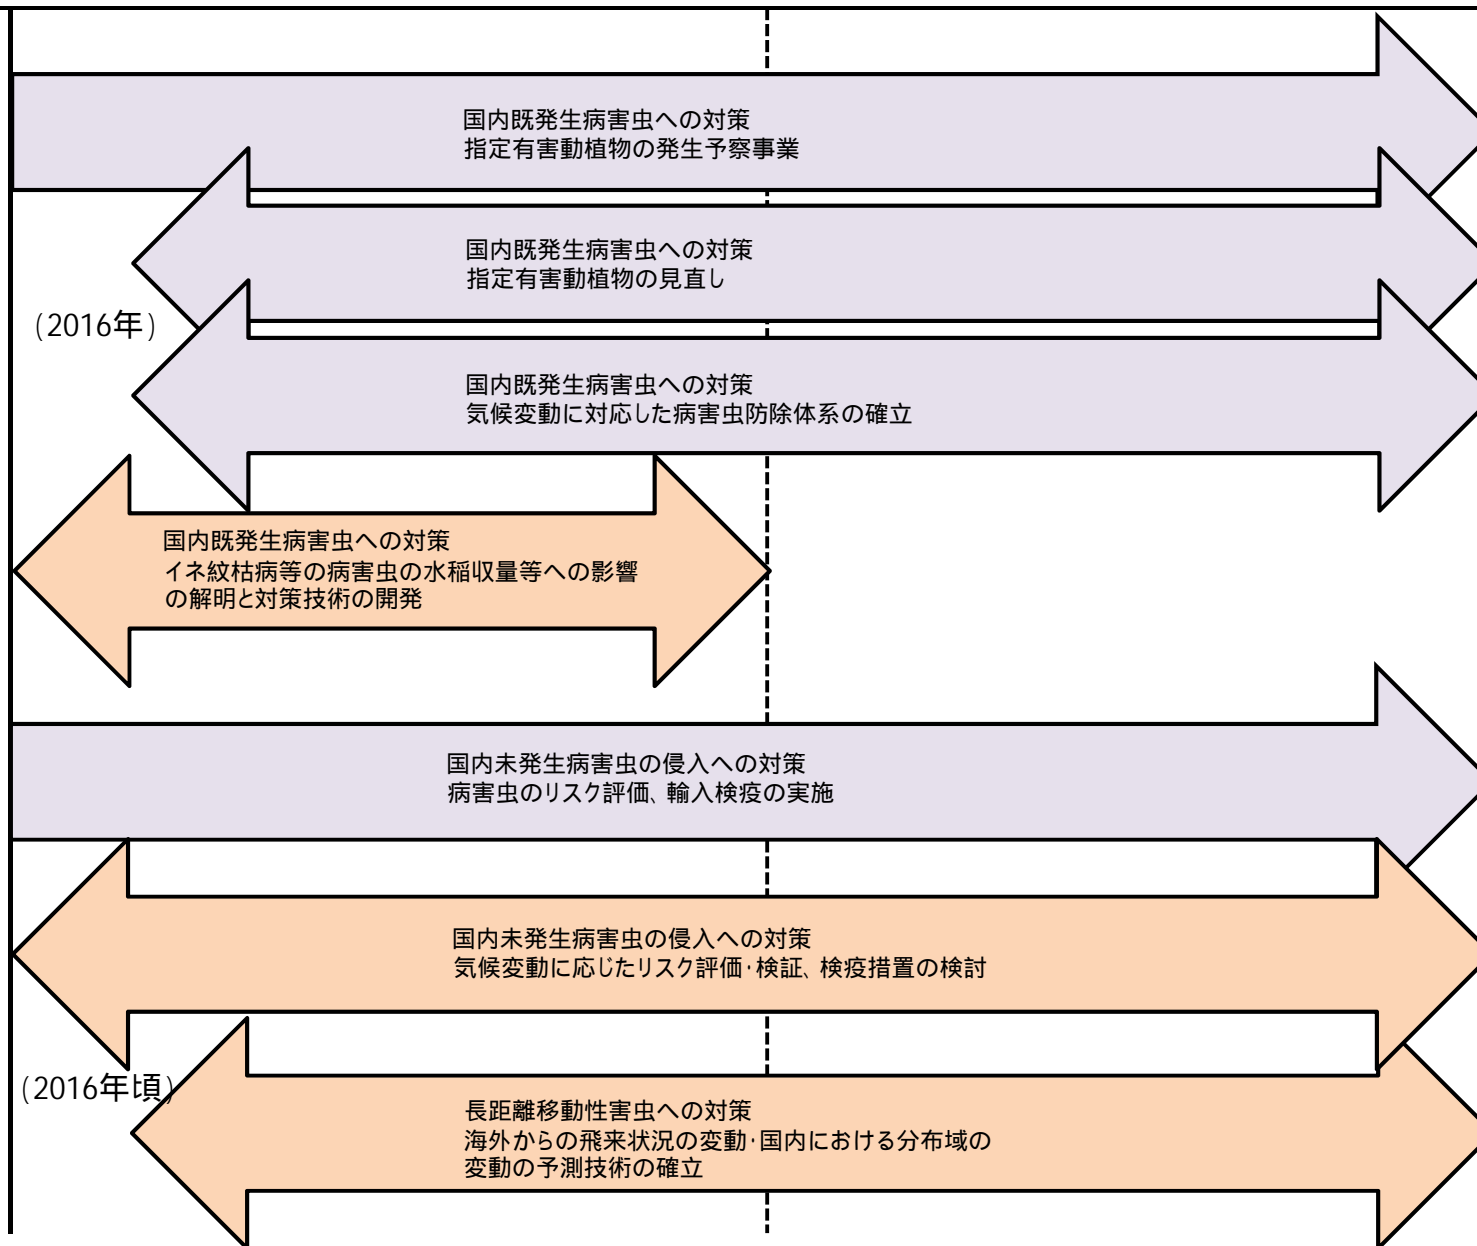 国内既発生病害虫への対策
指定有害動植物の発生予察事業
国内既発生病害虫への対策
指定有害動植物の見直し
(2016年)
国内既発生病害虫への対策
気候変動に対応した病害虫防除体系の確立
国内既発生病害虫への対策
イネ紋枯病等の病害虫の水稲収量等への影響
の解明と対策技術の開発
国内未発生病害虫の侵入への対策
病害虫のリスク評価、輸入検疫の実施
国内未発生病害虫の侵入への対策
気候変動に応じたリスク評価・検証、検疫措置の検討
(2016年頃)
長距離移動性害虫への対策
海外からの飛来状況の変動・国内における分布域の
変動の予測技術の確立